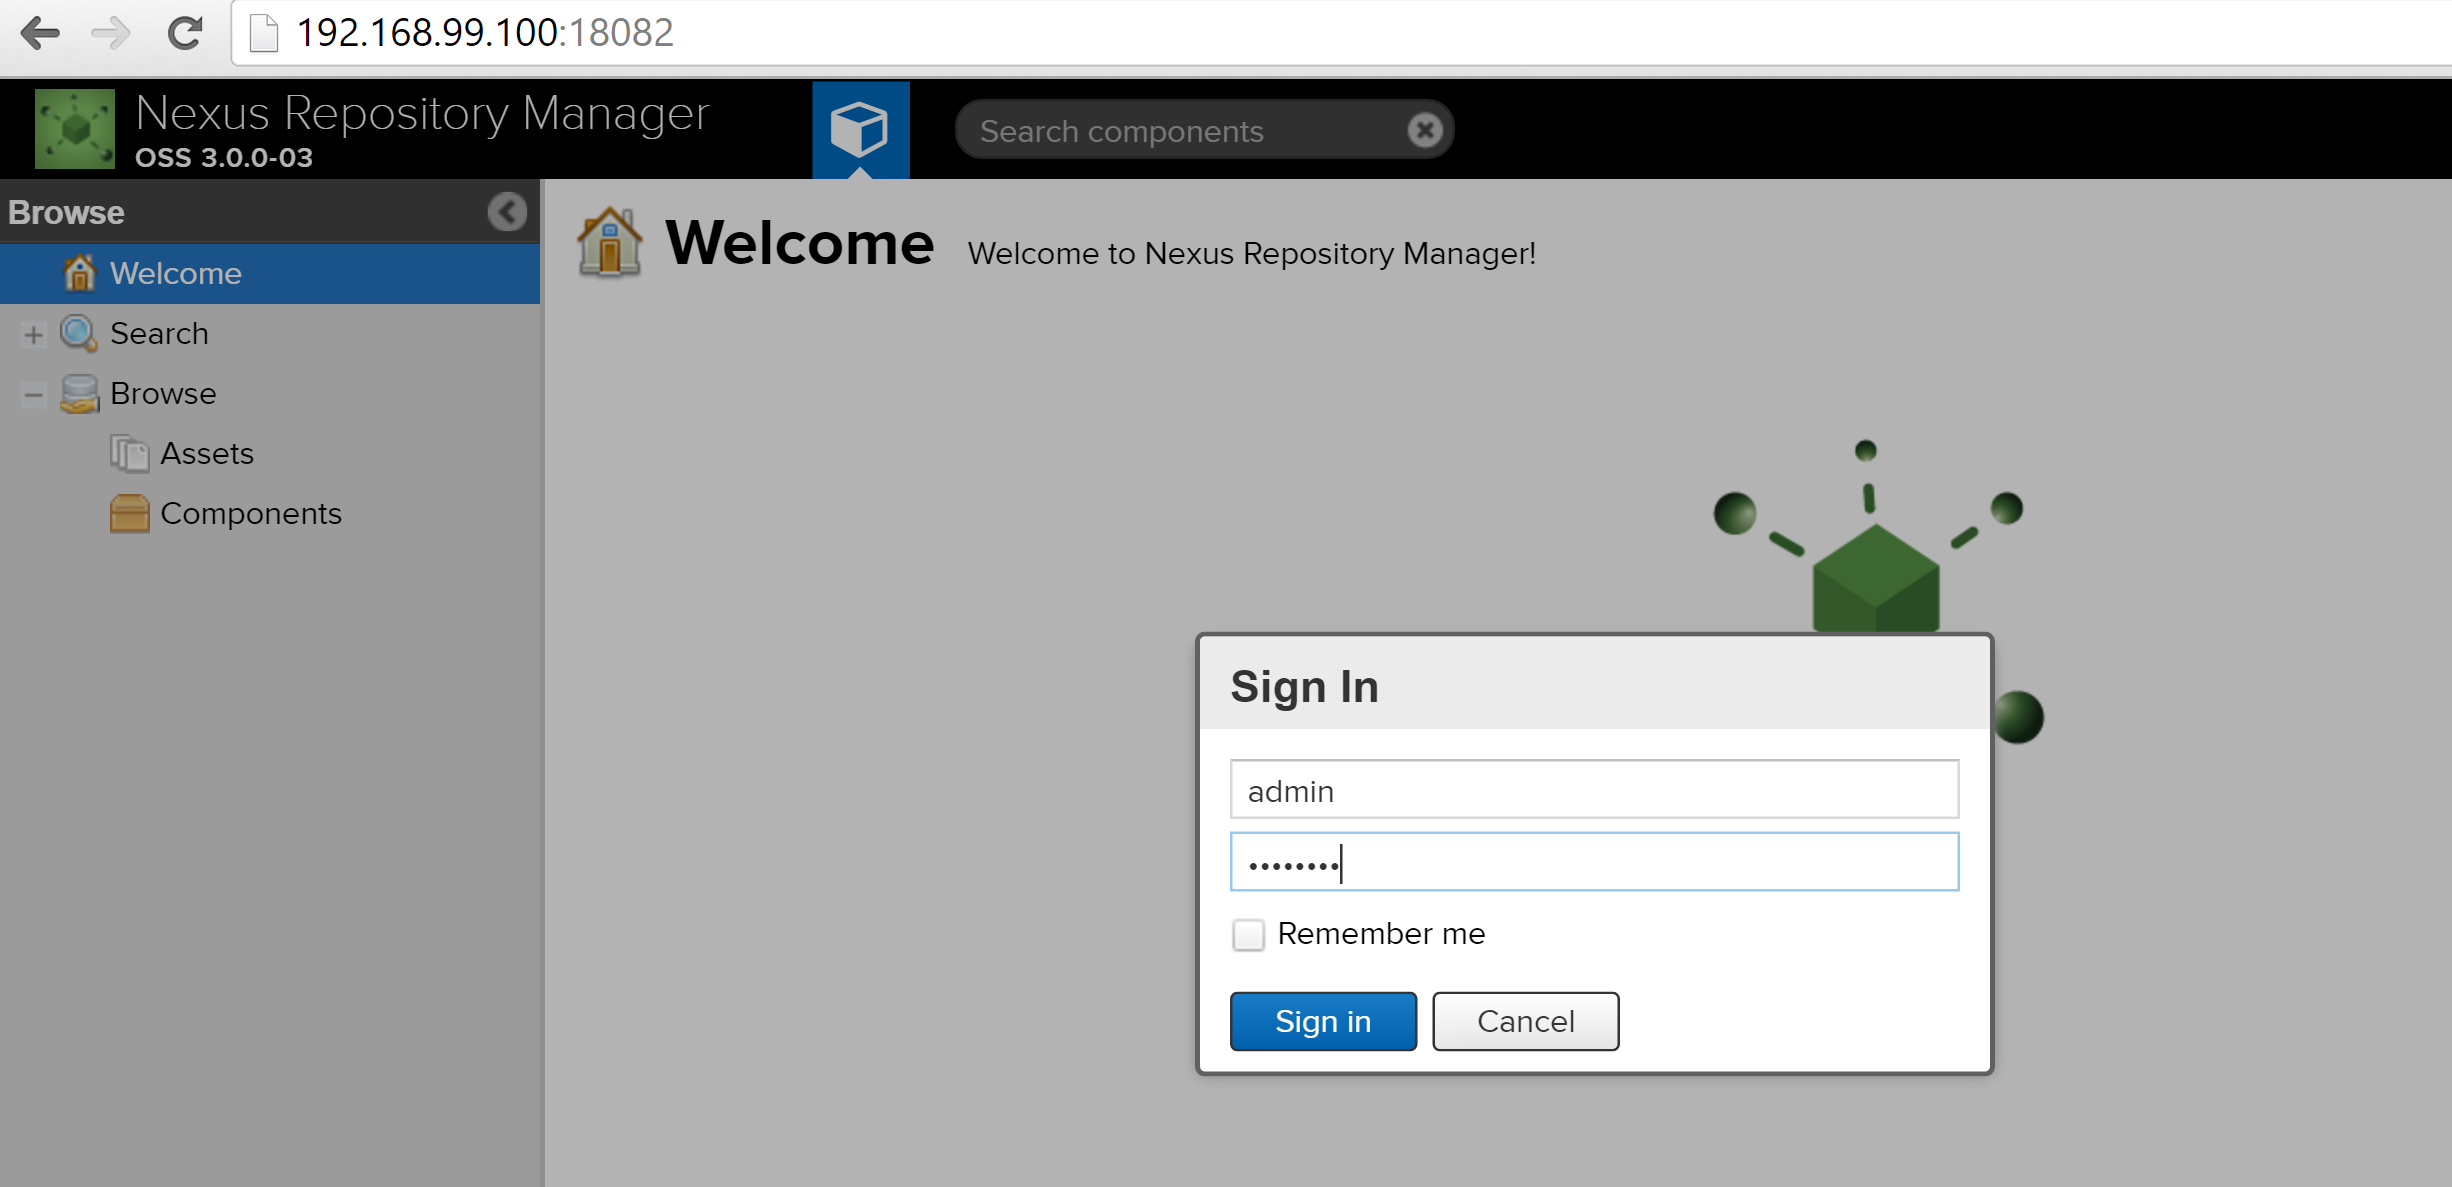 192.168.99.100:18082
Nexus Repository Manager
OSS 3.0.0-03
Search components
Browse
Welcome
Search
Browse
Assets
Components
Welcome
Welcome to Nexus Repository Manager!
Sign In
admin
••••••••
Remember me
Sign in
Cancel